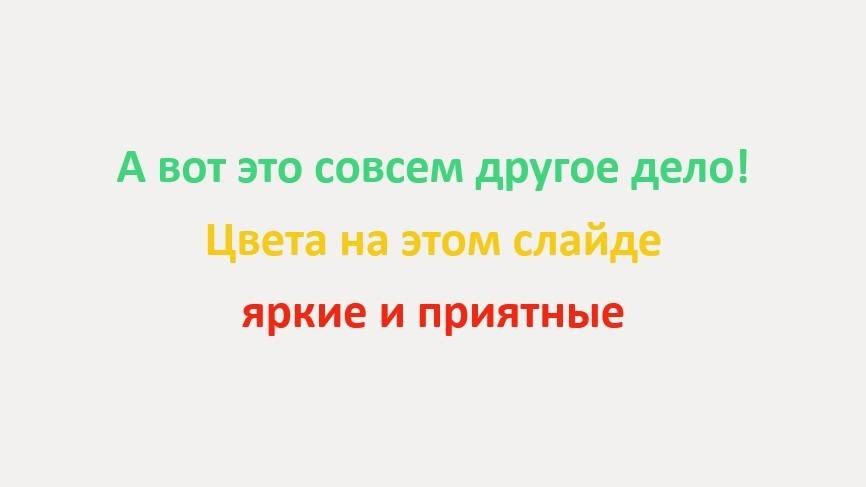 А вот это совсем другое дело!
Цвета на этом слайде
яркие и приятные